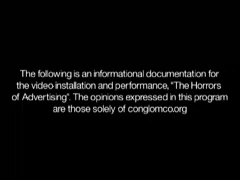 The following is an informational documentation for
the video installation and performance, "The Horrors
of Advertising". The opinions expressed in this program
are those solely of conglomco.org